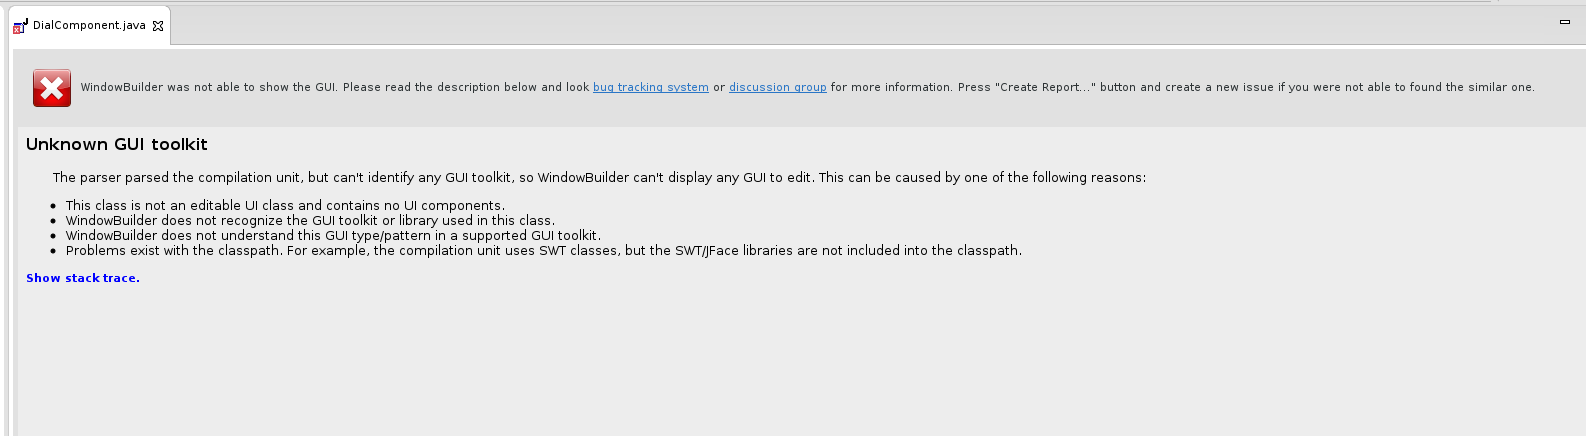 DialComponent.java
WindowBuilder was not able to show the GUI. Please read the description below and look bug tracking system or discussion group for more information. Press "Create Report..." button and create a new issue if you were not able to found the similar one.
Unknown GUI toolkit
The parser parsed the compilation unit, but can't identify any GUI toolkit, so WindowBuilder can't display any GUI to edit. This can be caused by one of the following reasons:
• This class is not an editable UI class and contains no UI components.
• WindowBuilder does not recognize the GUI toolkit or library used in this class.
• WindowBuilder does not understand this GUI type/pattern in a supported GUI toolkit.
• Problems exist with the classpath. For example, the compilation unit uses SWT classes, but the SWT/JFace libraries are not included into the classpath.
Show stack trace.